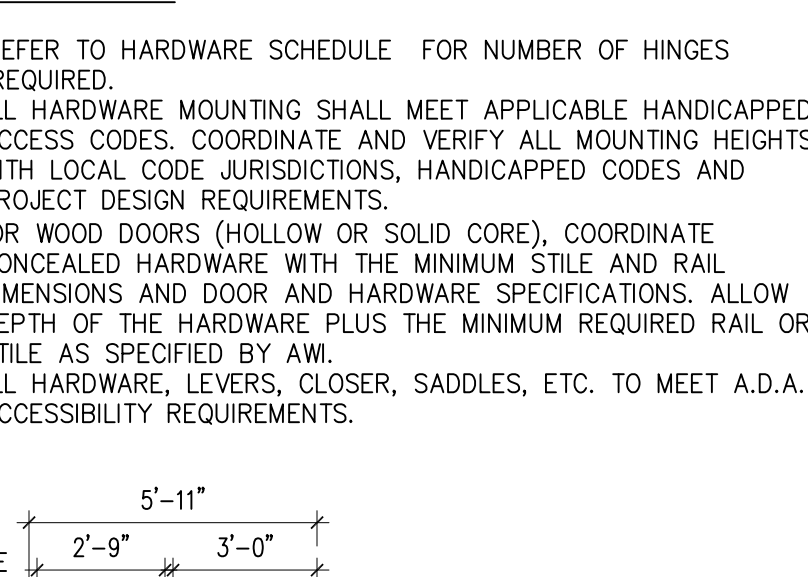 EFER TO HARDWARE SCHEDULE FOR NUMBER OF HINGES
REQUIRED.
LL HARDWARE MOUNTING SHALL MEET APPLICABLE HANDICAPPED
CCESS CODES. COORDINATE AND VERIFY ALL MOUNTING HEIGHTS
ITH LOCAL CODE JURISDICTIONS, HANDICAPPED CODES AND
ROJECT DESIGN REQUIREMENTS.
OR WOOD DOORS (HOLLOW OR SOLID CORE), COORDINATE
ONCEALED HARDWARE WITH THE MINIMUM STILE AND RAIL
IMENSIONS AND DOOR AND HARDWARE SPECIFICATIONS. ALLOW
EPTH OF THE HARDWARE PLUS THE MINIMUM REQUIRED RAIL OR
TILE AS SPECIFIED BY AWI.
LL HARDWARE, LEVERS, CLOSER, SADDLES, ETC. TO MEET A.D.A.
CCESSIBILITY REQUIREMENTS.
5'-11"
2'-9" 3'-0"
E